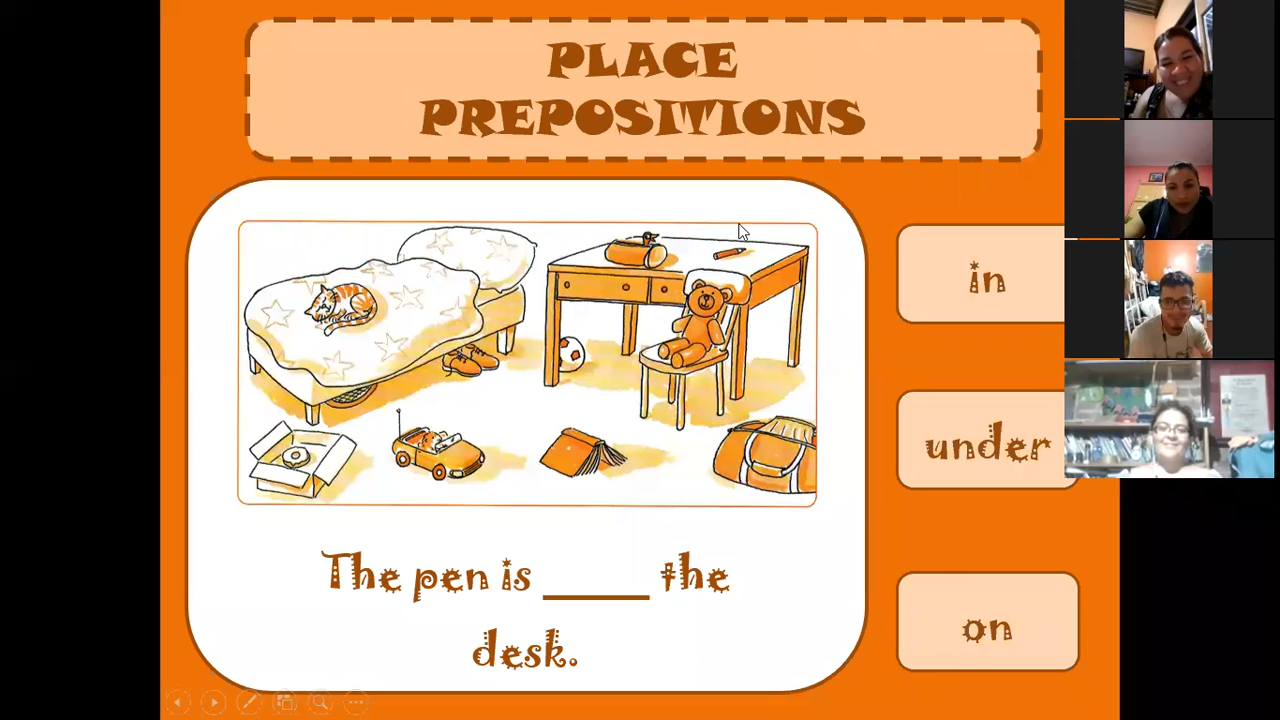 PLACE
PREPOSITIONS
in
under
on
The pen is _____ the
desk.